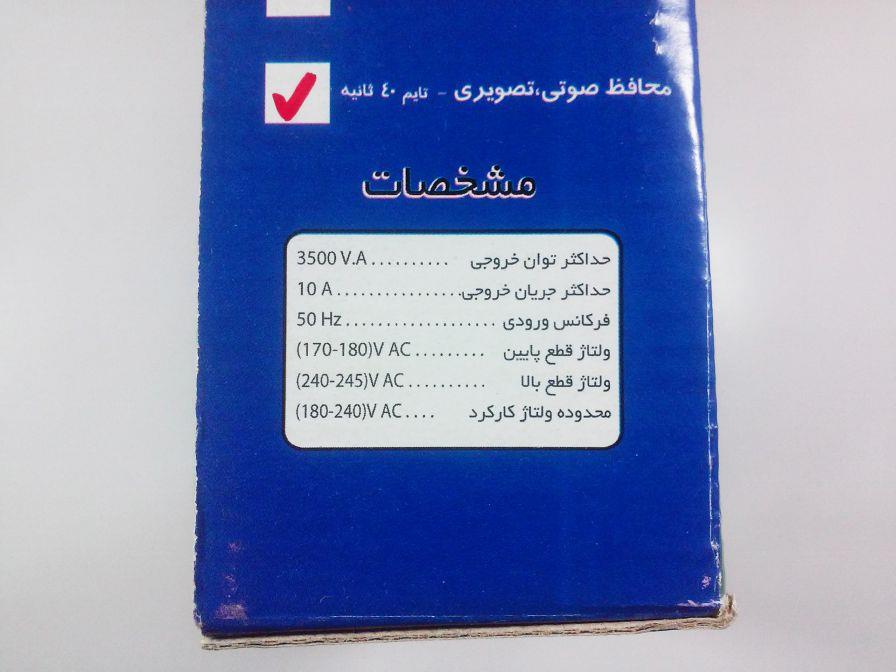 محافظ صوتی،تصویری - تایم ٤٠ ثانیه
مشخصات
حداکثر توان خروجی .......... 3500 V.A
حداکثر جریان خروجی................ 10 A
فرکانس ورودی ................... 50 Hz
ولتاژ قطع پایین ......... (170-180)V AC
ولتاژ قطع بالا .......... (240-245)V AC
محدوده ولتاژ کارکرد .... (180-240)V AC